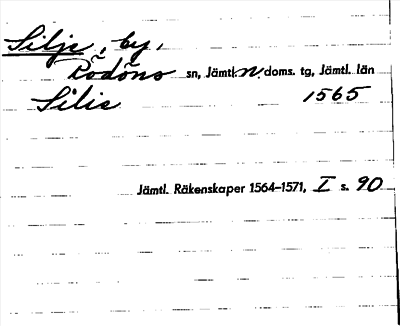 Silje, by,
Rödöns sn, Jämtl. n doms. tg, Jämtl. län
Silie 1565
Jämtl. Räkenskaper 1564–1571, I s. 90